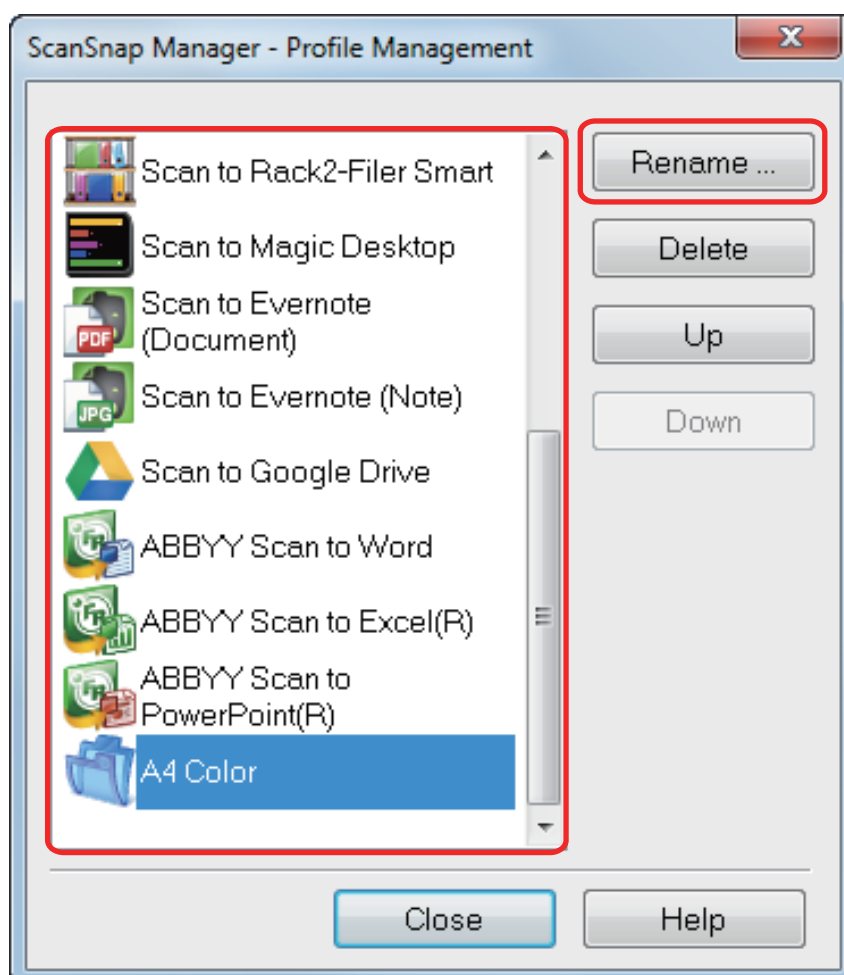 ScanSnap Manager - Profile Management
Scan to Rack2-Filer Smart
Scan to Magic Desktop
Scan to Evernote
(Document)
PDF
Scan to Evernote (Note)
JPG
Scan to Google Drive
ABBYY Scan to Word
ABBYY Scan to Excel(R)
ABBYY Scan to
PowerPoint(R)
A4 Color
Rename ...
Delete
Up
Down
Close
Help